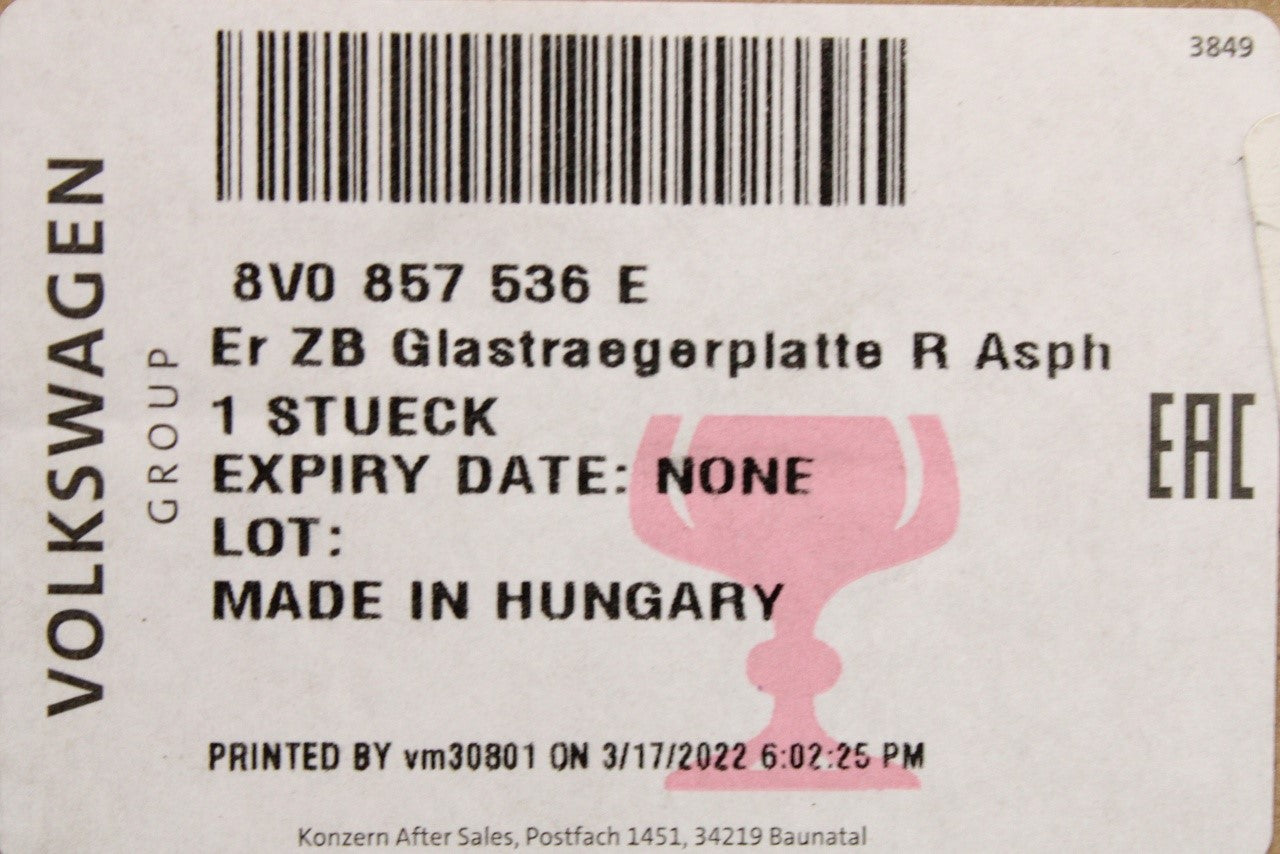 3849
VOLKSWAGEN
GROUP
8V0 857 536 E
Er ZB Glastraegerplatte R Asph
1 STUECK
EXPIRY DATE: NONE
LOT:
MADE IN HUNGARY
EAC
PRINTED BY vm30801 ON 3/17/2022 6:02:25 PM
Konzern After Sales, Postfach 1451, 34219 Baunatal